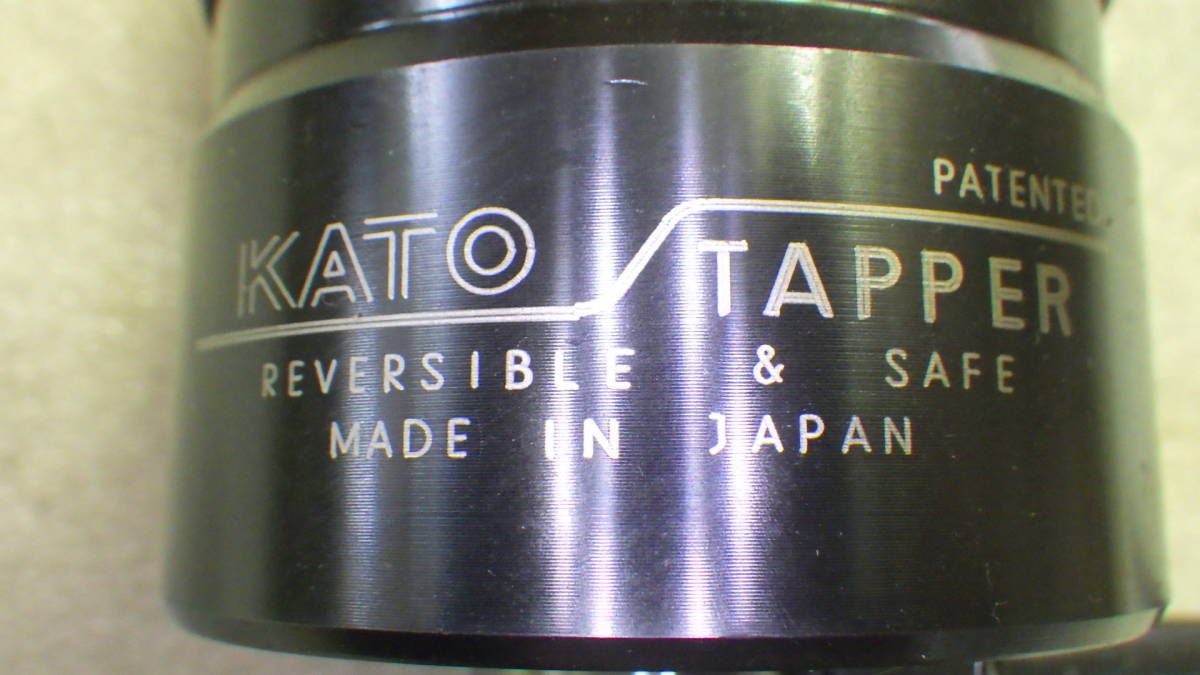 PATENTED.
KATO TAPPER
REVERSIBLE & SAFE
MADE IN JAPAN